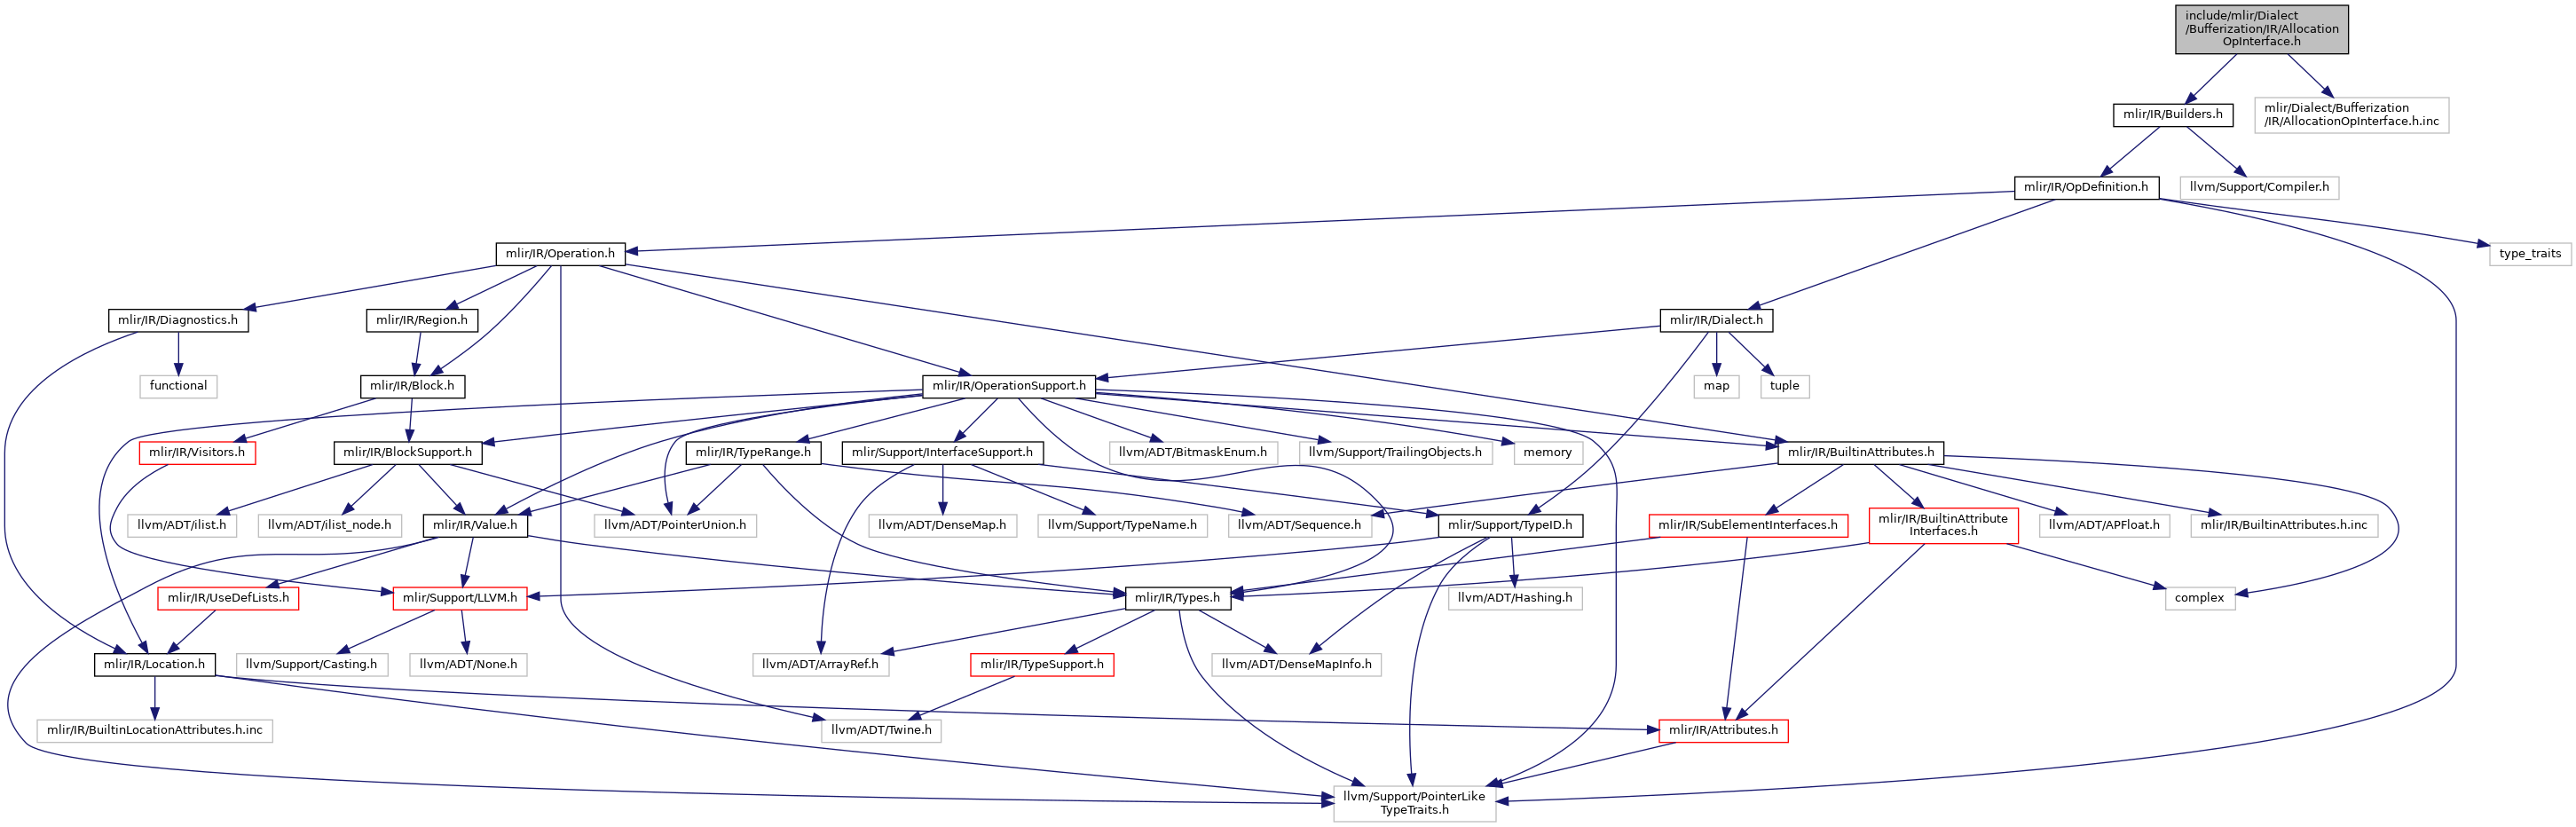 include/mlir/Dialect
/Bufferization/IR/Allocation
OpInterface.h
mlir/IR/Builders.h
mlir/Dialect/Bufferization
/IR/AllocationOpInterface.h.inc
mlir/IR/OpDefinition.h
llvm/Support/Compiler.h
mlir/IR/Operation.h
type_traits
mlir/IR/Diagnostics.h
mlir/IR/Region.h
mlir/IR/Dialect.h
functional
mlir/IR/Block.h
mlir/IR/OperationSupport.h
map
tuple
mlir/IR/Visitors.h
mlir/IR/BlockSupport.h
mlir/IR/TypeRange.h
mlir/Support/InterfaceSupport.h
llvm/ADT/BitmaskEnum.h
llvm/Support/TrailingObjects.h
memory
mlir/IR/BuiltinAttributes.h
llvm/ADT/ilist.h
llvm/ADT/ilist_node.h
mlir/IR/Value.h
llvm/ADT/PointerUnion.h
llvm/ADT/DenseMap.h
llvm/Support/TypeName.h
llvm/ADT/Sequence.h
mlir/Support/TypeID.h
mlir/IR/SubElementInterfaces.h
mlir/IR/BuiltinAttribute
Interfaces.h
llvm/ADT/APFloat.h
mlir/IR/BuiltinAttributes.h.inc
mlir/IR/UseDefLists.h
mlir/Support/LLVM.h
mlir/IR/Types.h
llvm/ADT/Hashing.h
complex
mlir/IR/Location.h
llvm/Support/Casting.h
llvm/ADT/None.h
llvm/ADT/ArrayRef.h
mlir/IR/TypeSupport.h
llvm/ADT/DenseMapInfo.h
mlir/IR/BuiltinLocationAttributes.h.inc
llvm/ADT/Twine.h
mlir/IR/Attributes.h
llvm/Support/PointerLike
TypeTraits.h